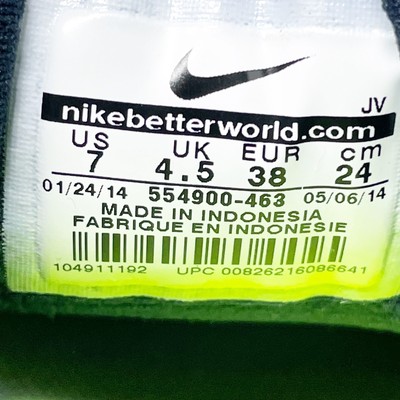 JV
nikebetterworld.com
US UK EUR cm
7 4.5 38 24
01/24/14 554900-463 05/06/14
MADE IN INDONESIA
FABRIQUE EN INDONESIE
104911192 UPC 00826216086641